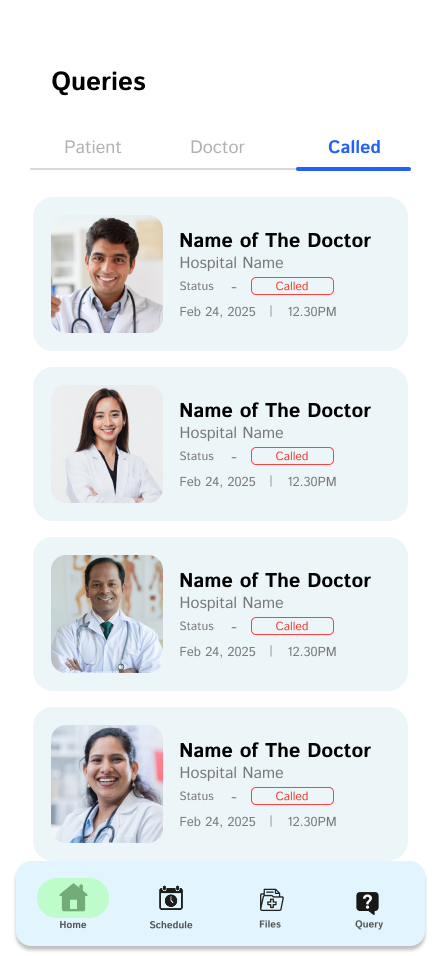 Queries
Patient Doctor Called
Name of The Doctor
Hospital Name
Status - Called
Feb 24, 2025 | 12.30PM
Name of The Doctor
Hospital Name
Status - Called
Feb 24, 2025 | 12.30PM
Name of The Doctor
Hospital Name
Status - Called
Feb 24, 2025 | 12.30PM
Name of The Doctor
Hospital Name
Status - Called
Feb 24, 2025 | 12.30PM
Home Schedule Files Query